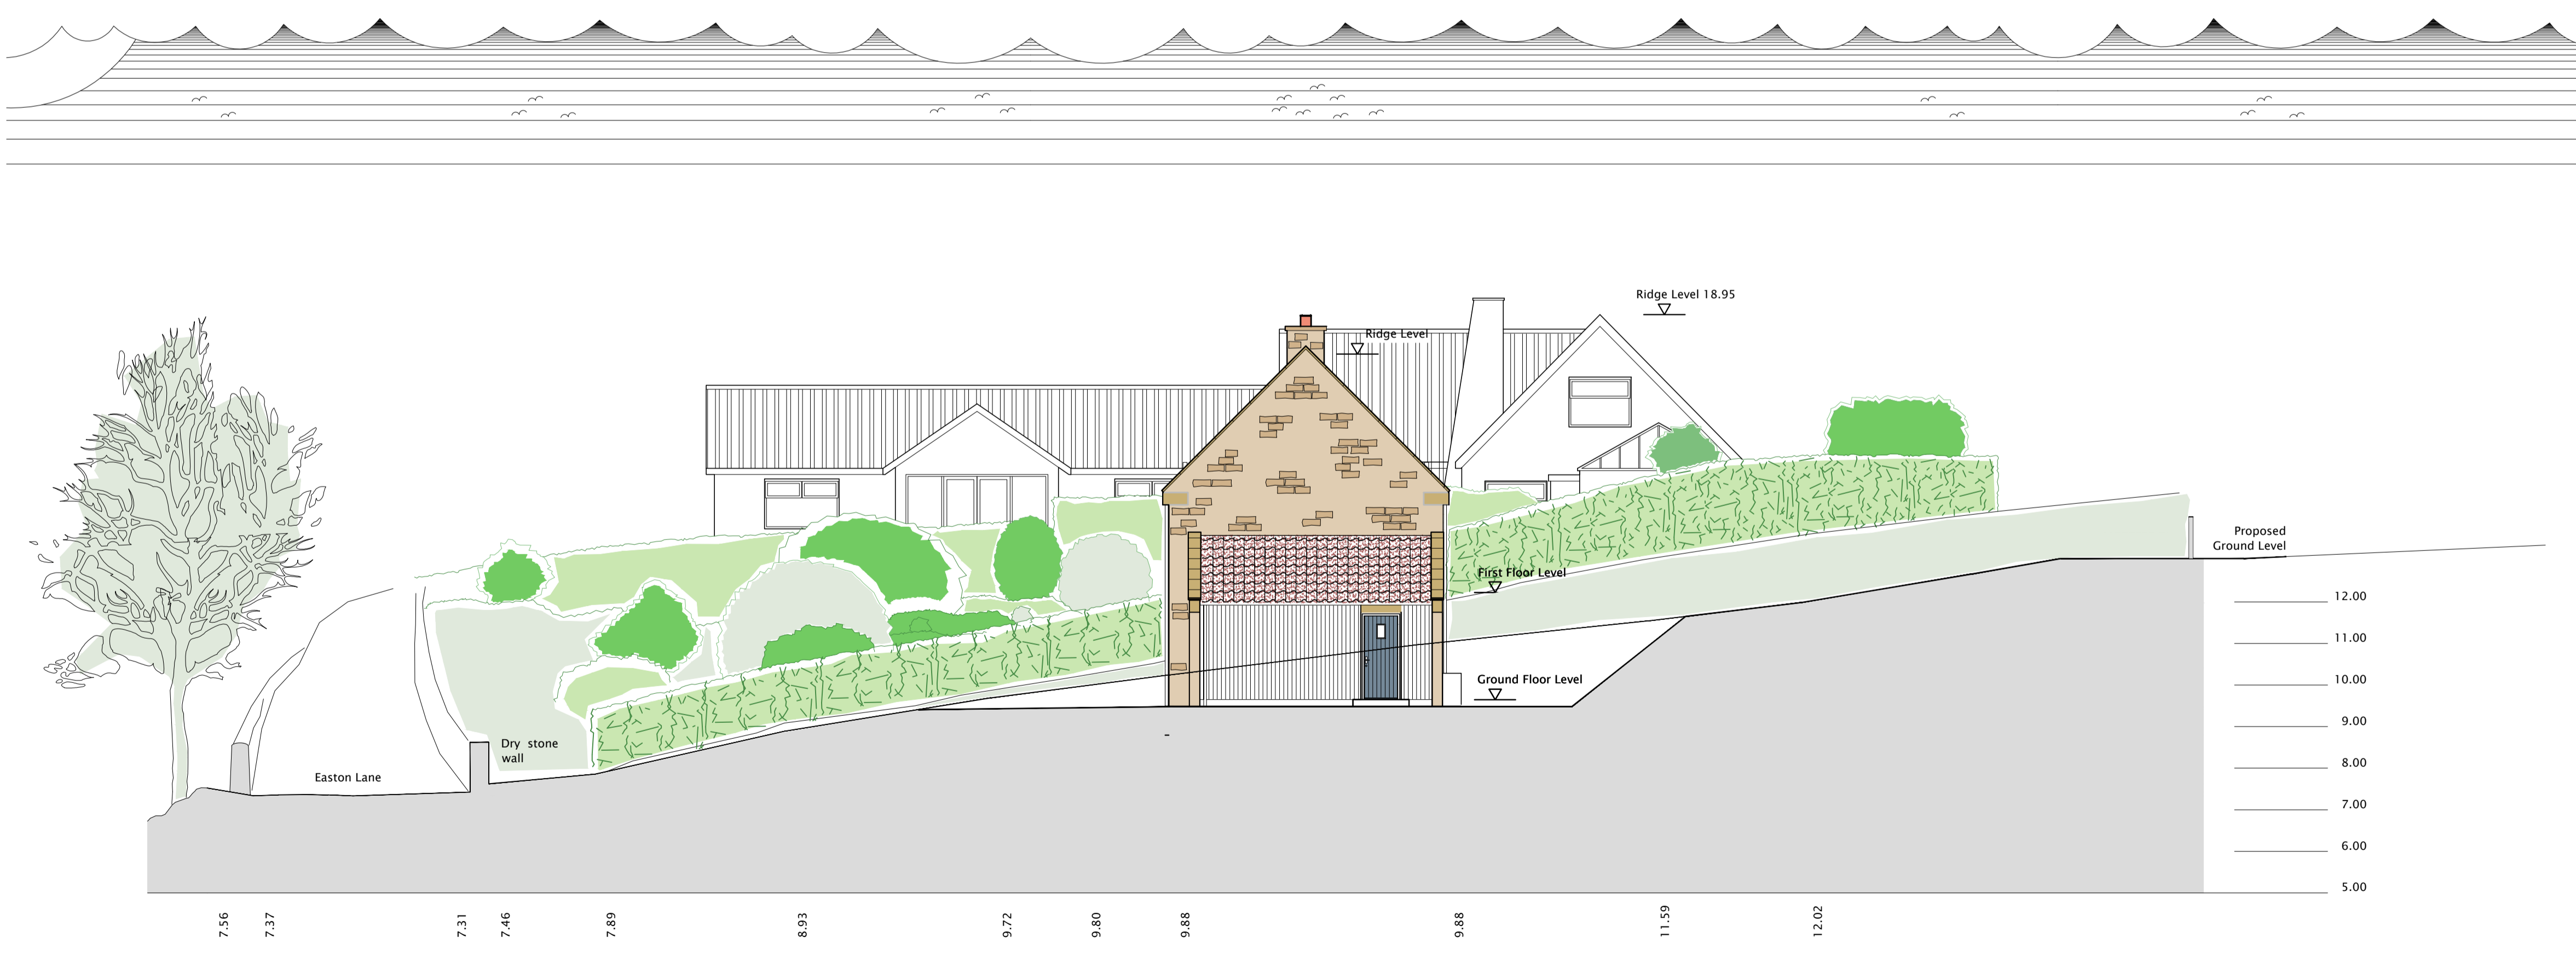 Ridge Level 18.95
Ridge Level
Proposed
Ground Level
First Floor Level
12.00
11.00
Ground Floor Level
10.00
9.00
Dry stone
wall
8.00
Easton Lane
7.00
6.00
5.00
7.56
7.37
7.31
7.46
7.89
8.93
9.72
9.80
9.88
9.88
11.59
12.02